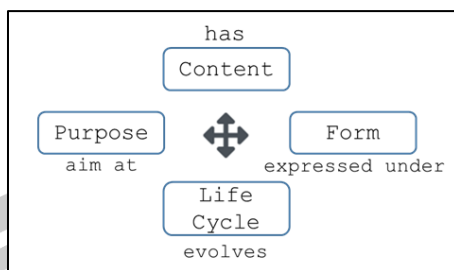 has
Content
Purpose
aim at
Form
expressed under
Life
Cycle
evolves